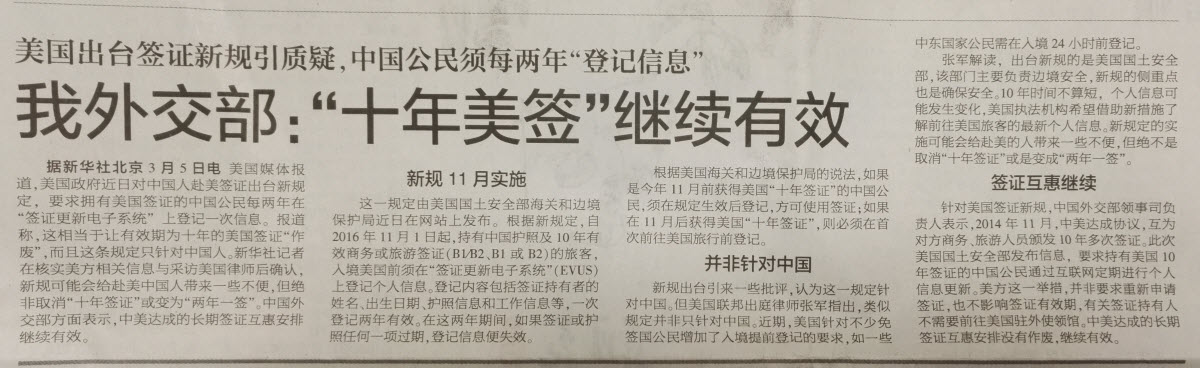 美国出台签证新规引质疑,中国公民须每两年“登记信息”
我外交部:“十年美签”继续有效
据新华社北京3月5日电 美国媒体报
道,美国政府近日对中国人赴美签证出台新规
定,要求拥有美国签证的中国公民每两年在
“签证更新电子系统”上登记一次信息。报道
称,这相当于让有效期为十年的美国签证“作
废”,而且这条规定只针对中国人。新华社记者
在核实美方相关信息与采访美国律师后确认,
新规可能会给赴美中国人带来一些不便,但绝
非取消“十年签证”或变为“两年一签”。中国外
交部方面表示,中美达成的长期签证互惠安排
继续有效。
新规11月实施
这一规定由美国国土安全部海关和边境
保护局近日在网站上发布。根据新规定,自
2016年11月1日起,持有中国护照及10年有
效商务或旅游签证(B1/B2、B1或B2)的旅客,
入境美国前须在“签证更新电子系统”(EVUS)
上登记个人信息。登记内容包括签证持有者的
姓名、出生日期、护照信息和工作信息等,一次
登记两年有效。在这两年期间,如果签证或护
照任何一项过期,登记信息便失效。
根据美国海关和边境保护局的说法,如果
是今年11月前获得美国“十年签证”的中国公
民,须在规定生效后登记,方可使用签证;如果
在11月后获得美国“十年签证”,则必须在首
次前往美国旅行前登记。
并非针对中国
新规出台引来一些批评,认为这一规定针
对中国。但美国联邦出庭律师张军指出,类似
规定并非只针对中国。近期,美国针对不少免
签国公民增加了入境提前登记的要求,如一些
中东国家公民需在入境24小时前登记。
张军解读,出台新规的是美国国土安全
部,该部门主要负责边境安全,新规的侧重点
也是确保安全。10年时间不算短,个人信息可
能发生变化,美国执法机构希望借助新措施了
解前往美国旅客的最新个人信息。新规定的实
施可能会给赴美的人带来一些不便,但绝不是
取消“十年签证”或是变成“两年一签”。
签证互惠继续
针对美国签证新规,中国外交部领事司负
责人表示,2014年11月,中美达成协议,互为
对方商务、旅游人员颁发10年多次签证。此次
美国国土安全部发布信息,要求持有美国10
年签证的中国公民通过互联网定期进行个人
信息更新。美方这一举措,并非要求重新申请
签证,也不影响签证有效期,有关签证持有人
不需要前往美国驻外使领馆。中美达成的长期
签证互惠安排没有作废,继续有效。